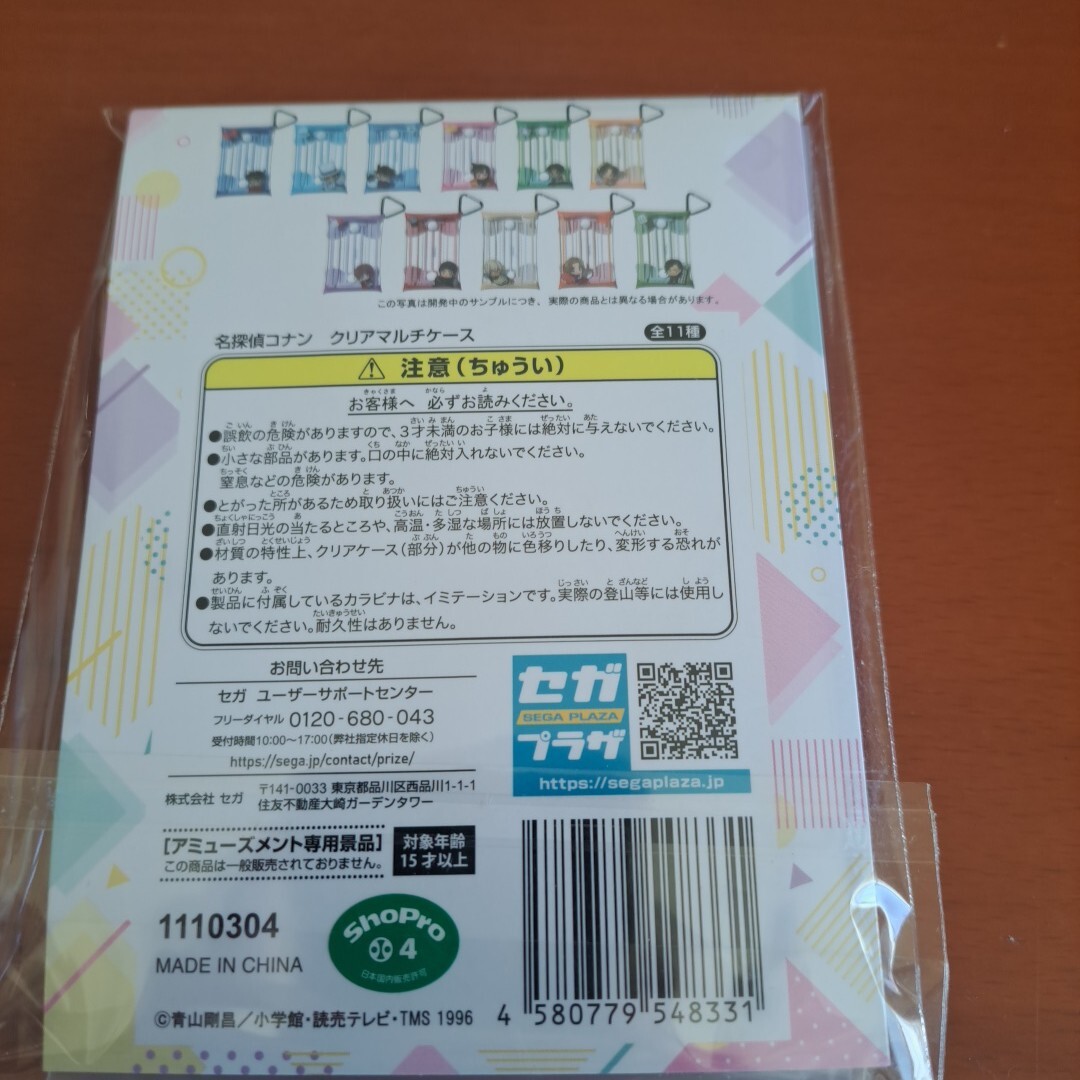 この写真は開発中のサンプルにつき、実際の商品とは異なる場合があります。
名探偵コナン クリアマルチケース 全11種
注意(ちゅうい)
お客様へ 必ずお読みください。
●誤飲の危険がありますので、3才未満のお子様には絶対に与えないでください。
●小さな部品があります。口の中に絶対入れないでください。
窒息などの危険があります。
●とがった所があるため取り扱いにはご注意ください。
●直射日光の当たるところや、高温・多湿な場所には放置しないでください。
●材質の特性上、クリアケース(部分)が他の物に色移りしたり、変形する恐れが
あります。
●製品に付属しているカラビナは、イミテーションです。実際の登山等には使用し
ないでください。耐久性はありません。
お問い合わせ先
セガ ユーザーサポートセンター
フリーダイヤル 0120-680-043
受付時間10:00〜17:00(弊社指定休日を除く)
https://sega.jp/contact/prize/
株式会社 セガ 〒141-0033 東京都品川区西品川1-1-1
住友不動産大崎ガーデンタワー
セガ
SEGA PLAZA
プラザ
https://segaplaza.jp
[アミューズメント専用景品]
この商品は一般販売されておりません。
対象年齢
15才以上
1110304
MADE IN CHINA
ShoPro
4
日本国内販売許可
©青山剛昌/小学館・読売テレビ・TMS 1996
4 580779 548331